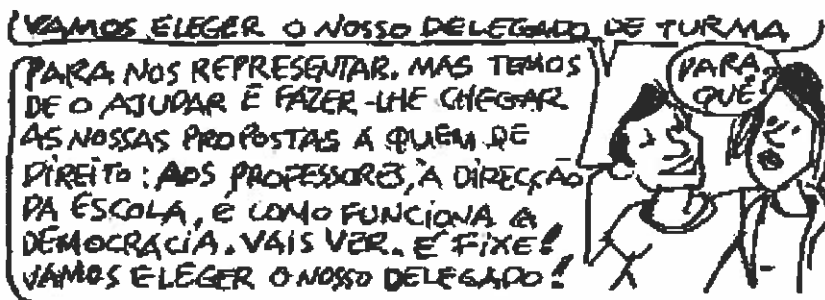 VAMOS ELEGER O NOSSO DELEGADO DE TURMA
PARA QUÊ?
PARA NOS REPRESENTAR. MAS TEMOS
DE O AJUDAR E FAZER-LHE CHEGAR
AS NOSSAS PROPOSTAS A QUEM DE
DIREITO: AOS PROFESSORES, À DIRECÇÃO
DA ESCOLA, É COMO FUNCIONA A
DEMOCRACIA. VAIS VER. É FIXE!
VAMOS ELEGER O NOSSO DELEGADO!